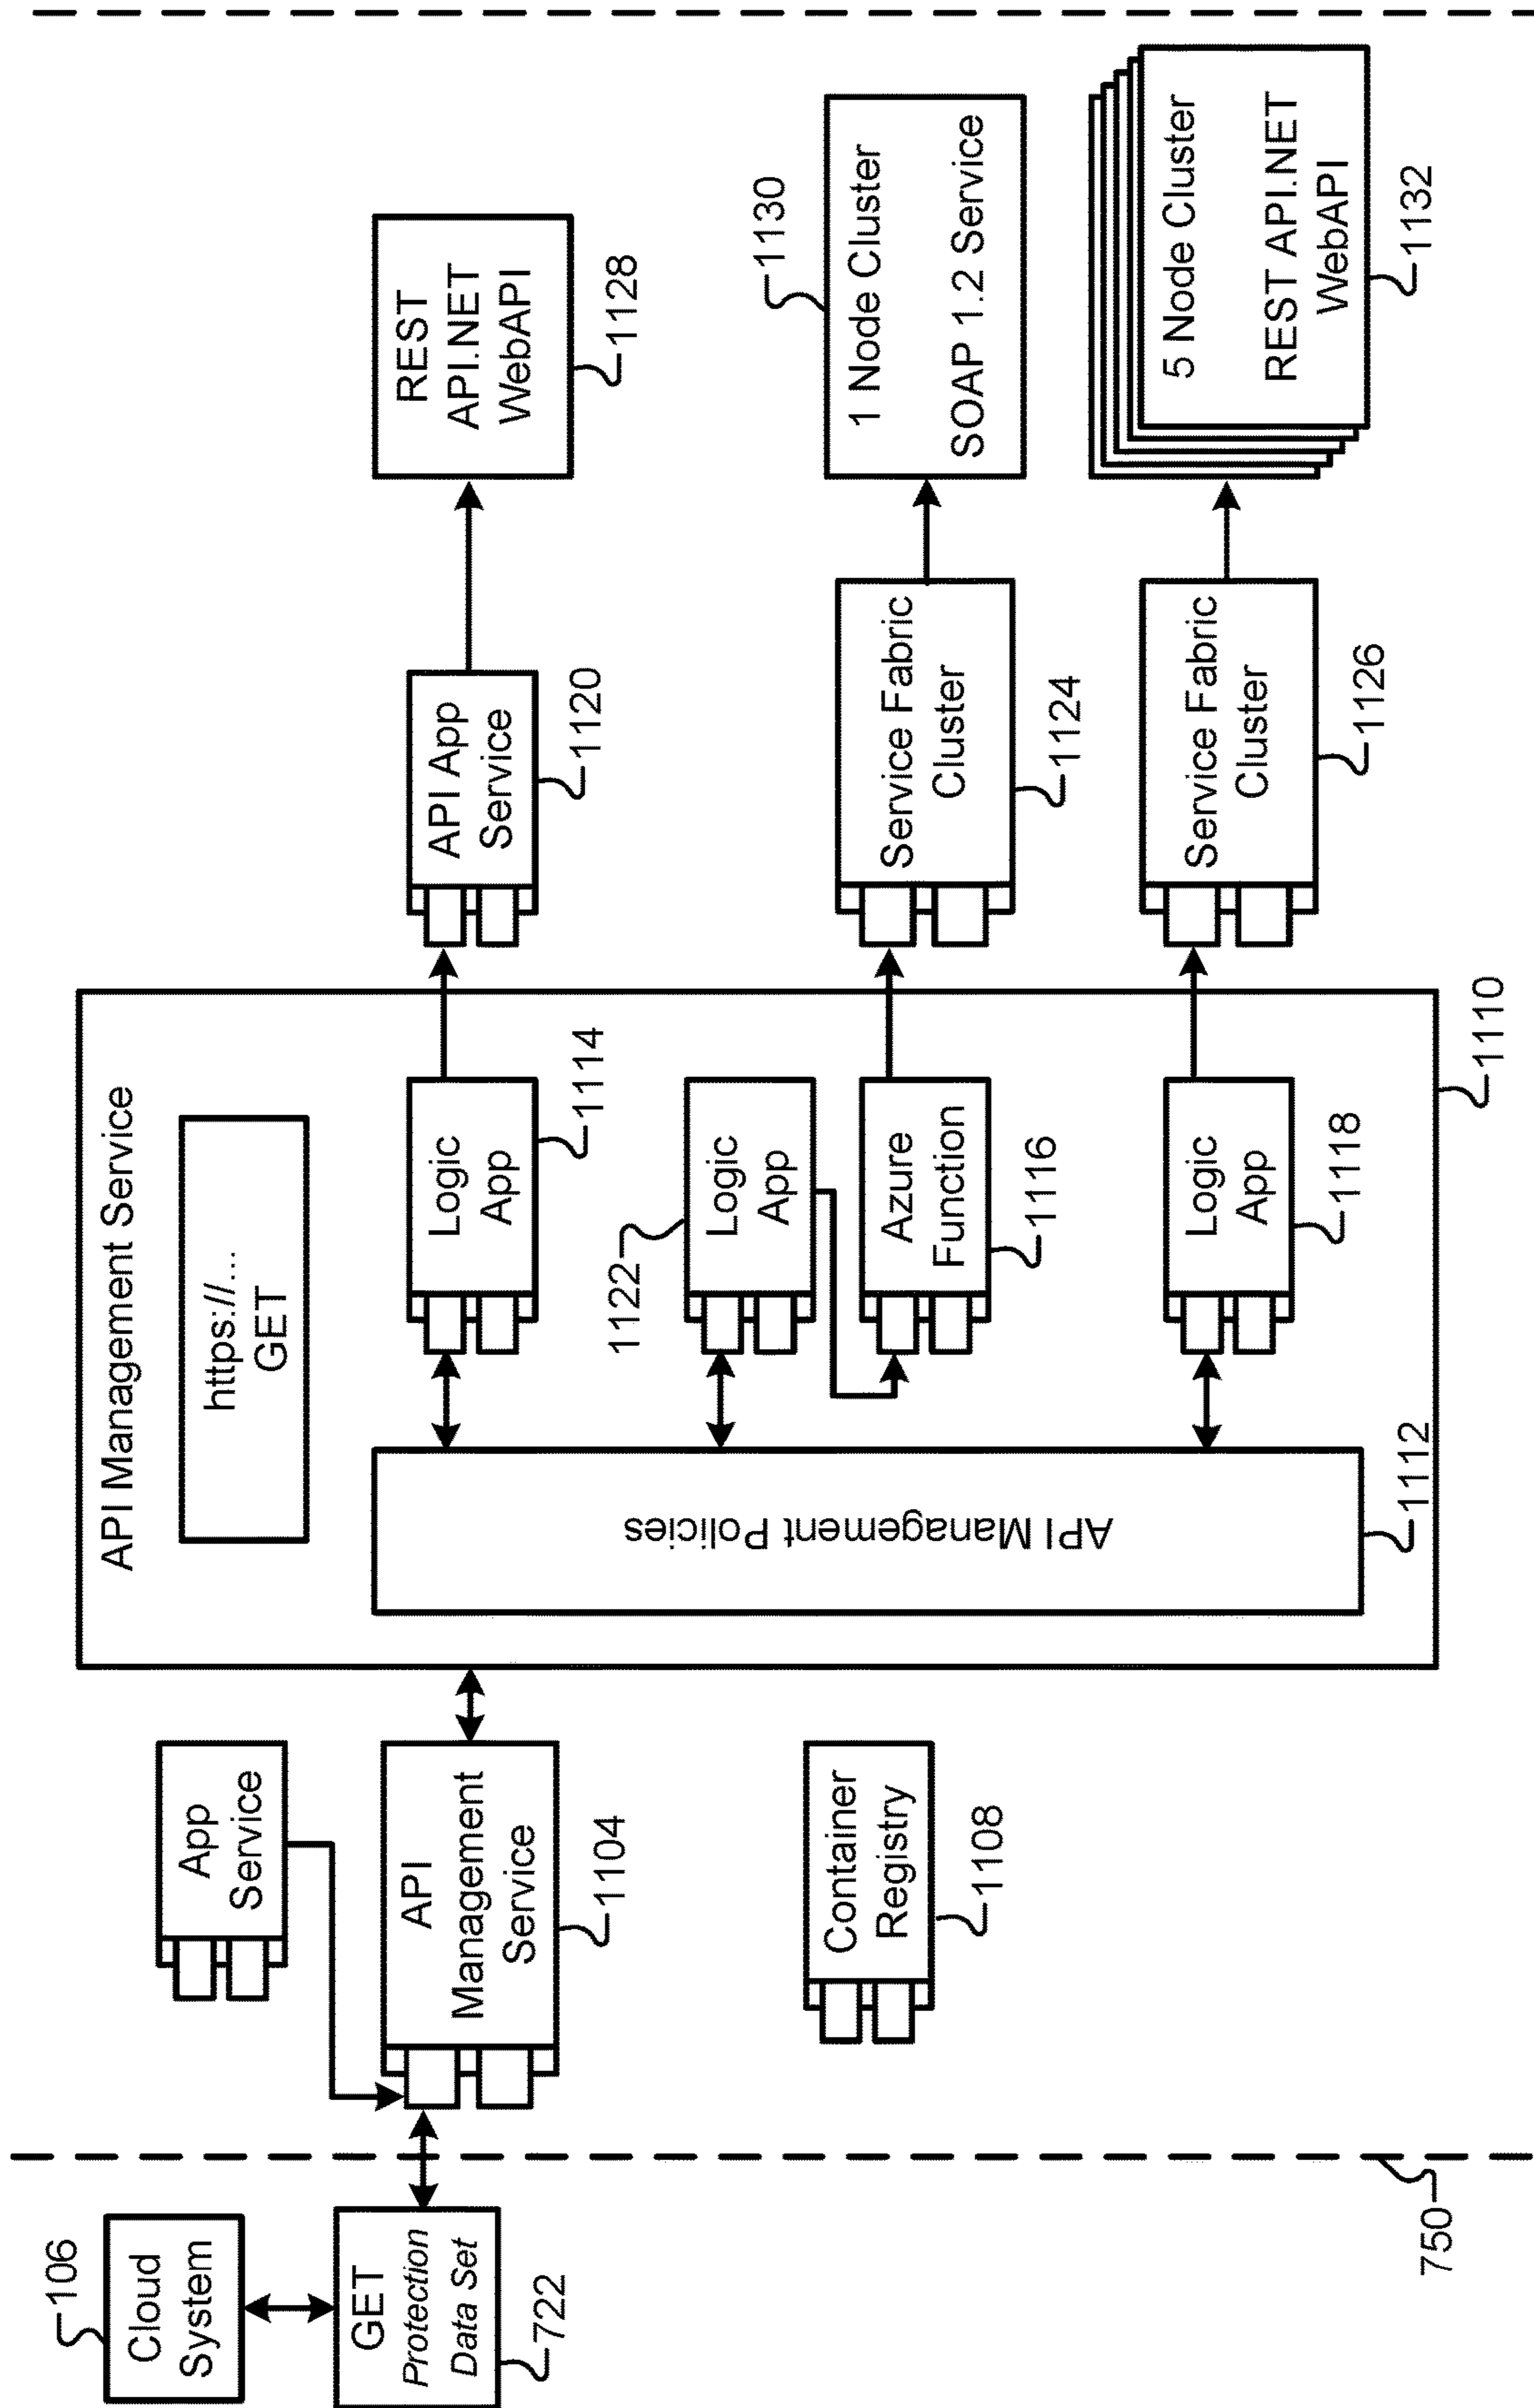 106
Cloud
System
GET
Protection
Data Set
722
750
App
Service
API
Management
Service
1104
Container
Registry
1108
API Management Service
https://...
GET
API Management Policies
1112
Logic
App
1114
1122
Logic
App
Azure
Function
1116
Logic
App
1118
1110
API App
Service
1120
Service Fabric
Cluster
1124
Service Fabric
Cluster
1126
REST
API.NET
WebAPI
1128
1130
1 Node Cluster
SOAP 1.2 Service
5 Node Cluster
REST API.NET
WebAPI
1132